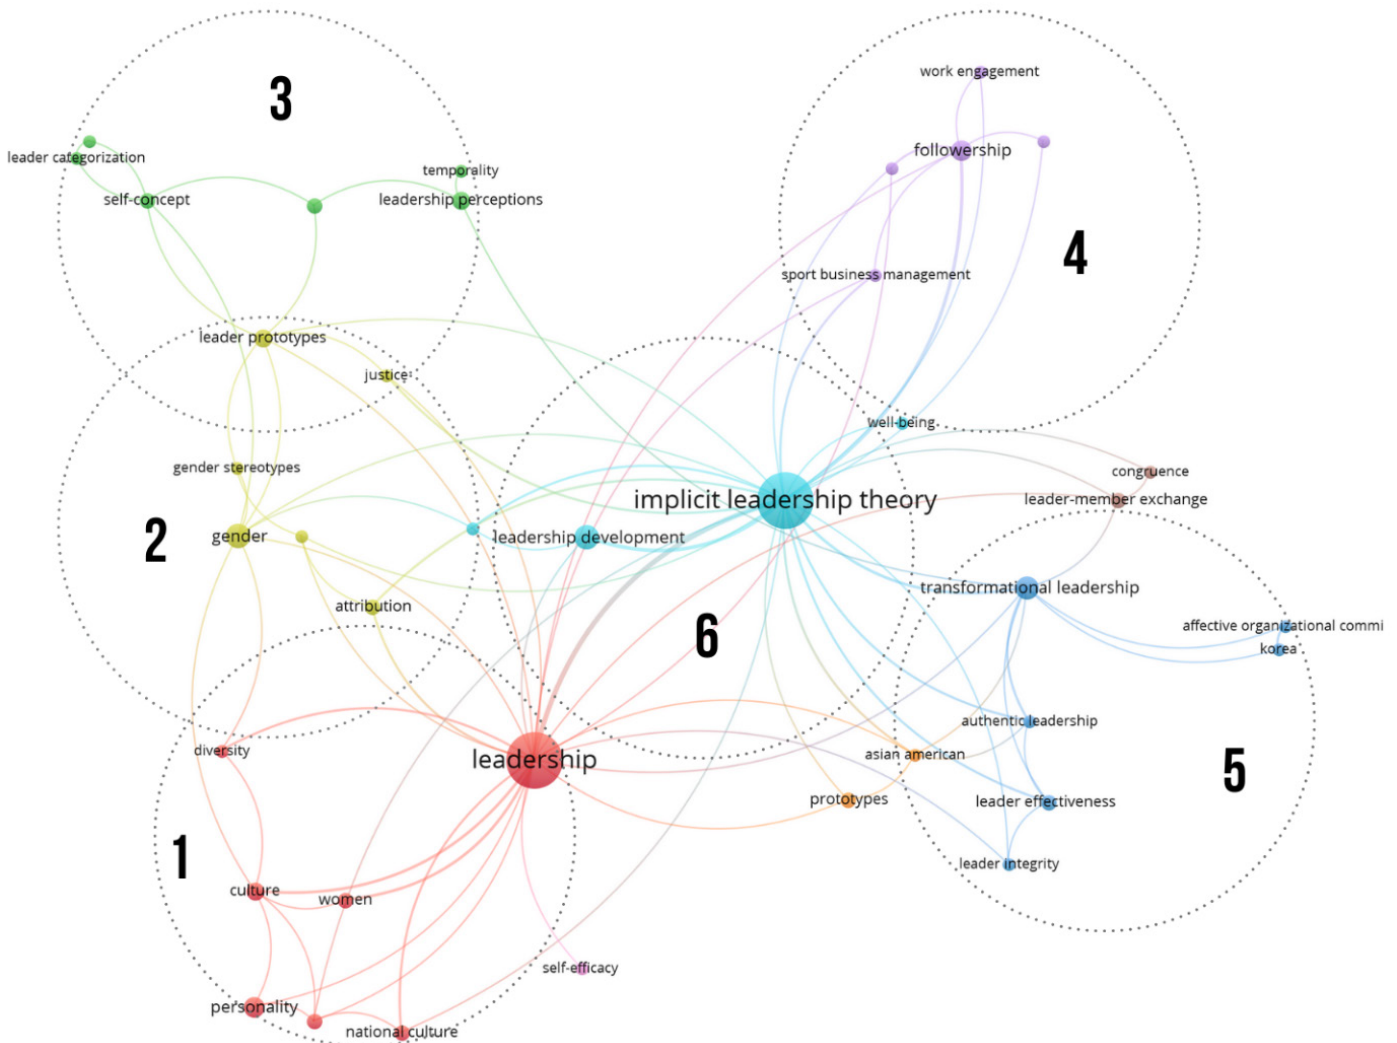 work engagement
3
followership
leader categorization
temporality
self-concept
leadership perceptions
4
sport business management
leader prototypes
justice
well-being
gender stereotypes
congruence
implicit leadership theory
leader-member exchange
2
gender
leadership development
transformational leadership
attribution
6
affective organizational commi
korea
authentic leadership
diversity
asian american
leadership
5
prototypes
leader effectiveness
1
leader integrity
culture
women
self-efficacy
personality
national culture